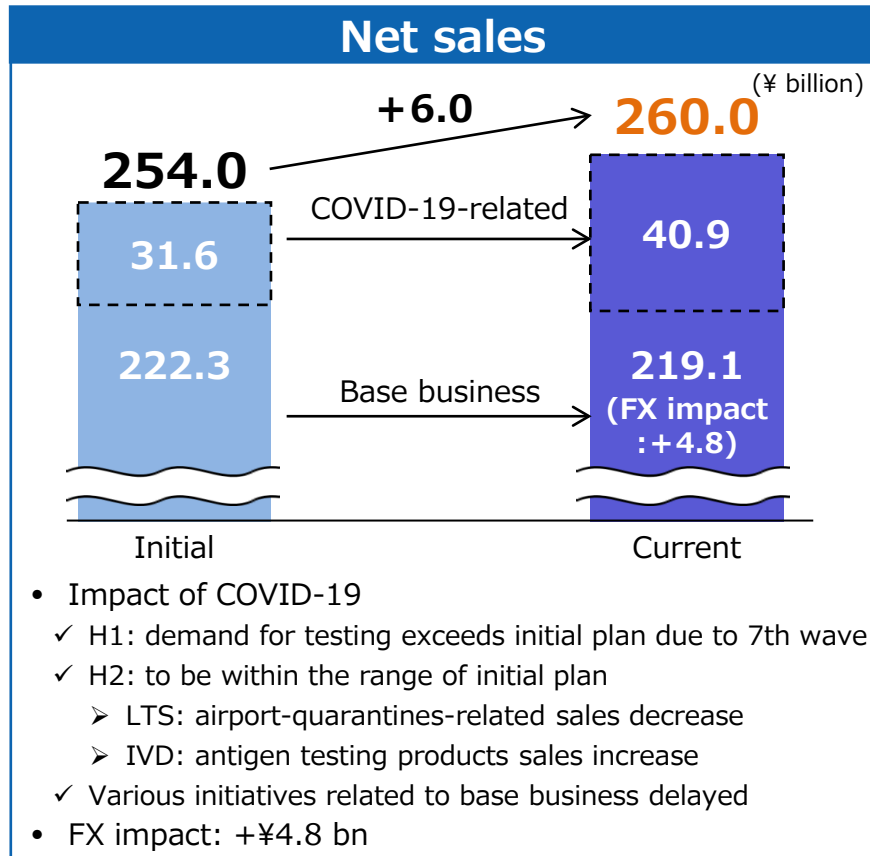 Net sales
(¥ billion)
+6.0
260.0
254.0
COVID-19-related
31.6
40.9
222.3
219.1
Base business
(FX impact
:+4.8)
Initial
Current
• Impact of COVID-19
✓ H1: demand for testing exceeds initial plan due to 7th wave
✓ H2: to be within the range of initial plan
➢ LTS: airport-quarantines-related sales decrease
➢ IVD: antigen testing products sales increase
✓ Various initiatives related to base business delayed
• FX impact: +¥4.8 bn